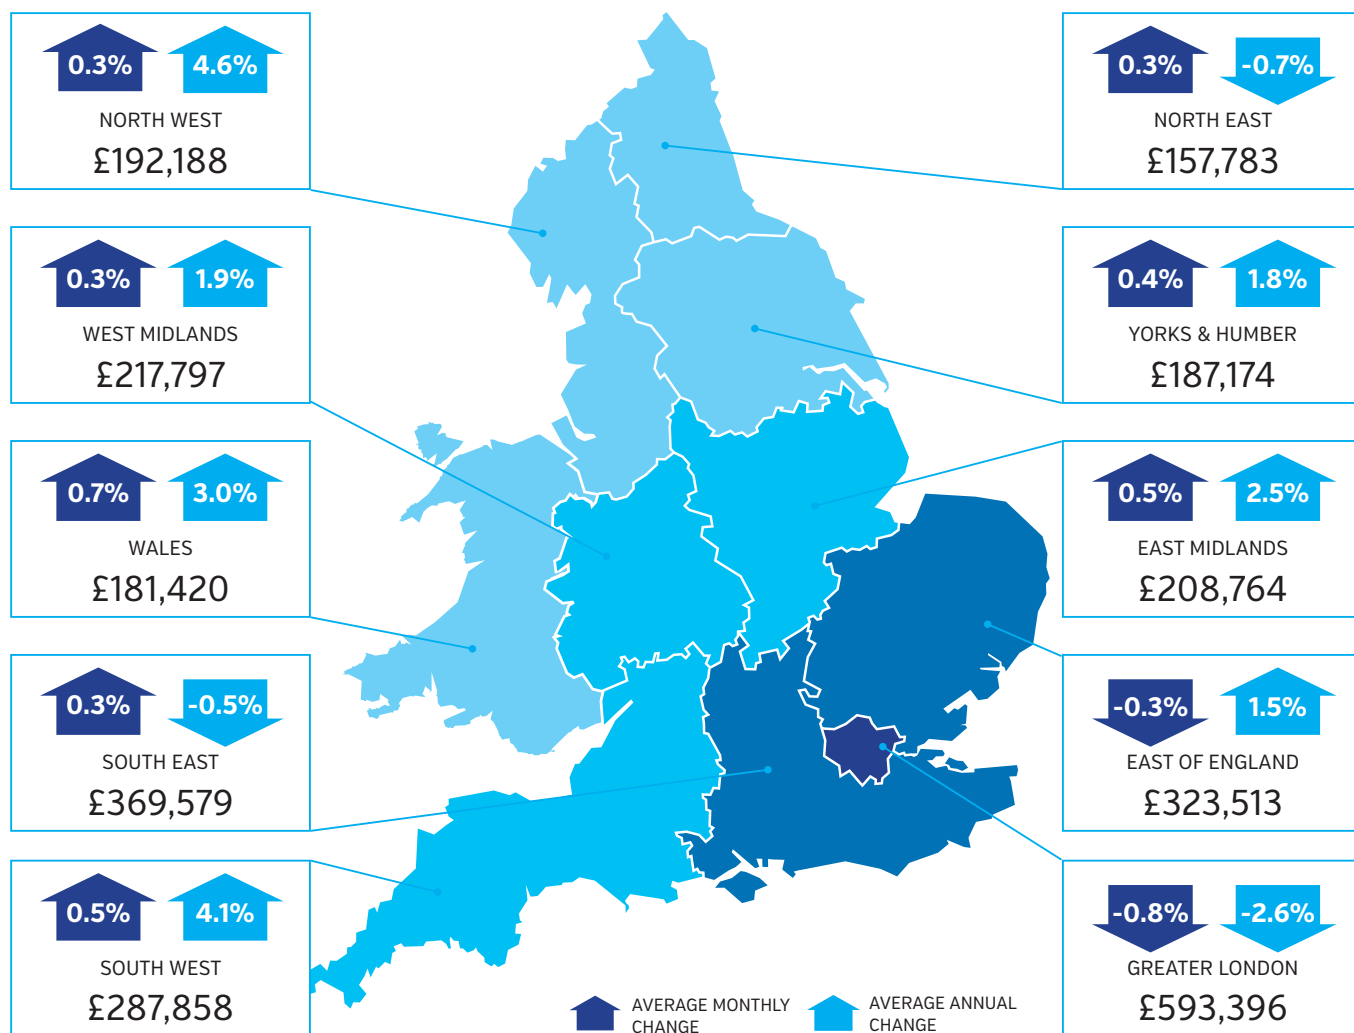 0.3% 4.6%
NORTH WEST
£192,188
0.3% 1.9%
WEST MIDLANDS
£217,797
0.7% 3.0%
WALES
£181,420
0.3% -0.5%
SOUTH EAST
£369,579
0.5% 4.1%
SOUTH WEST
£287,858
0.3% -0.7%
NORTH EAST
£157,783
0.4% 1.8%
YORKS & HUMBER
£187,174
0.5% 2.5%
EAST MIDLANDS
£208,764
-0.3% 1.5%
EAST OF ENGLAND
£323,513
-0.8% -2.6%
GREATER LONDON
£593,396
AVERAGE MONTHLY
CHANGE
AVERAGE ANNUAL
CHANGE